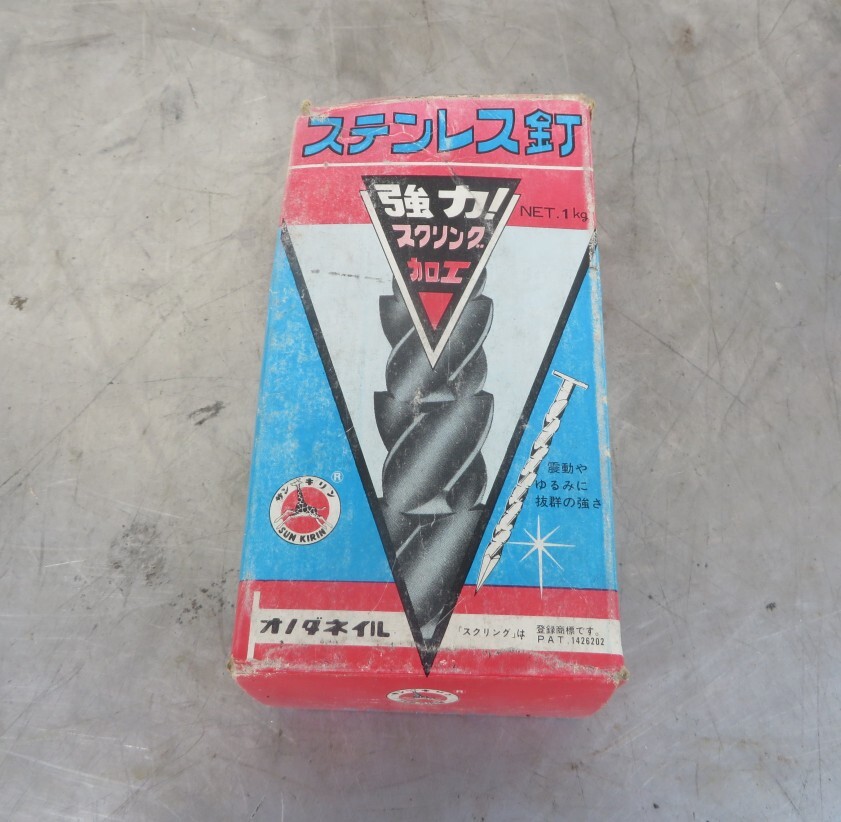 ステンレス釘
強力!
スクリング
加工
NET.1kg
震動や
ゆるみに
抜群の強さ
サンキリン
®
SUN KIRIN
オノダネイル
「スクリング」は
登録商標です。
PAT.1426202
®